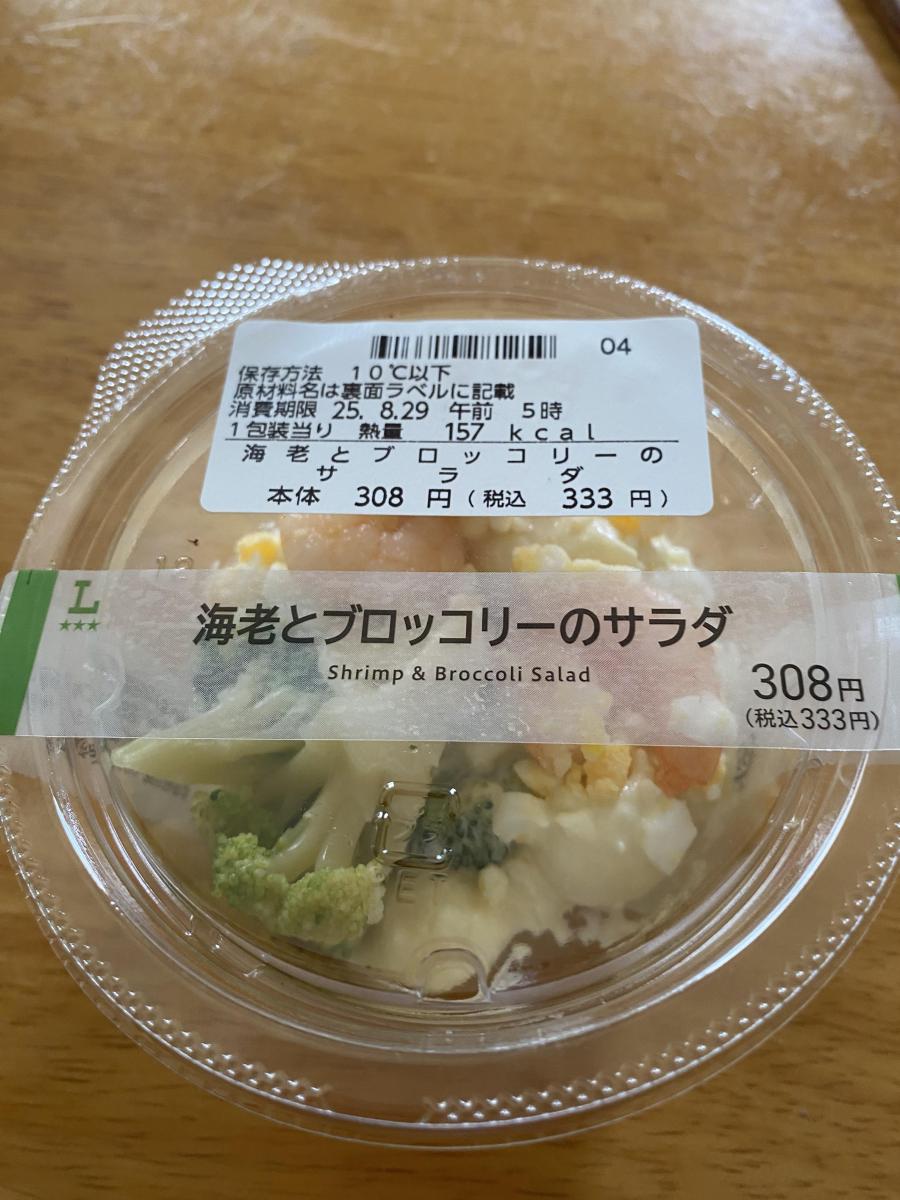 04
保存方法 10℃以下
原材料名は裏面ラベルに記載
消費期限 25. 8.29 午前 5時
1包装当り 熱量 157 kcal
海老とブロッコリーの
サラダ
本体 308 円(税込 333 円)
L
海老とブロッコリーのサラダ
Shrimp & Broccoli Salad
308円
(税込333円)